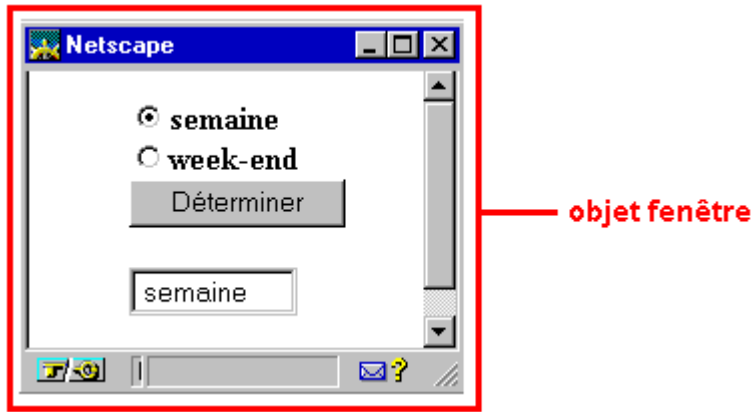 Netscape
semaine
week-end
Déterminer
objet fenêtre
semaine
?